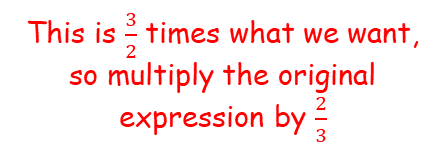 This is 3/2 times what we want,
so multiply the original
expression by 2/3